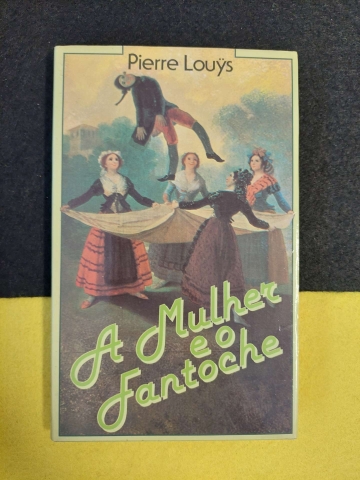 Pierre Louÿs
A Mulher
e o
Fantoche